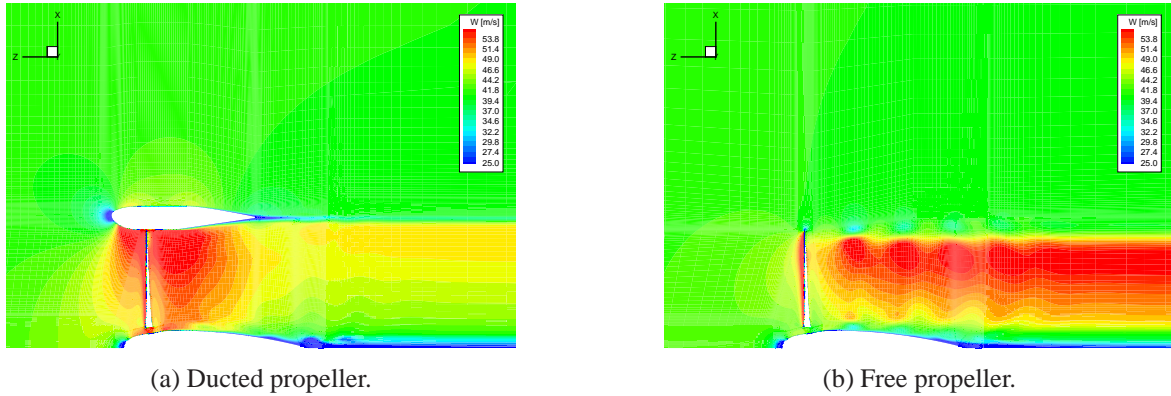 X
Z
Y
W [m/s]
53.8
51.4
49.0
46.6
44.2
41.8
39.4
37.0
34.6
32.2
29.8
27.4
25.0
X
Z
Y
W [m/s]
53.8
51.4
49.0
46.6
44.2
41.8
39.4
37.0
34.6
32.2
29.8
27.4
25.0
(a) Ducted propeller.
(b) Free propeller.